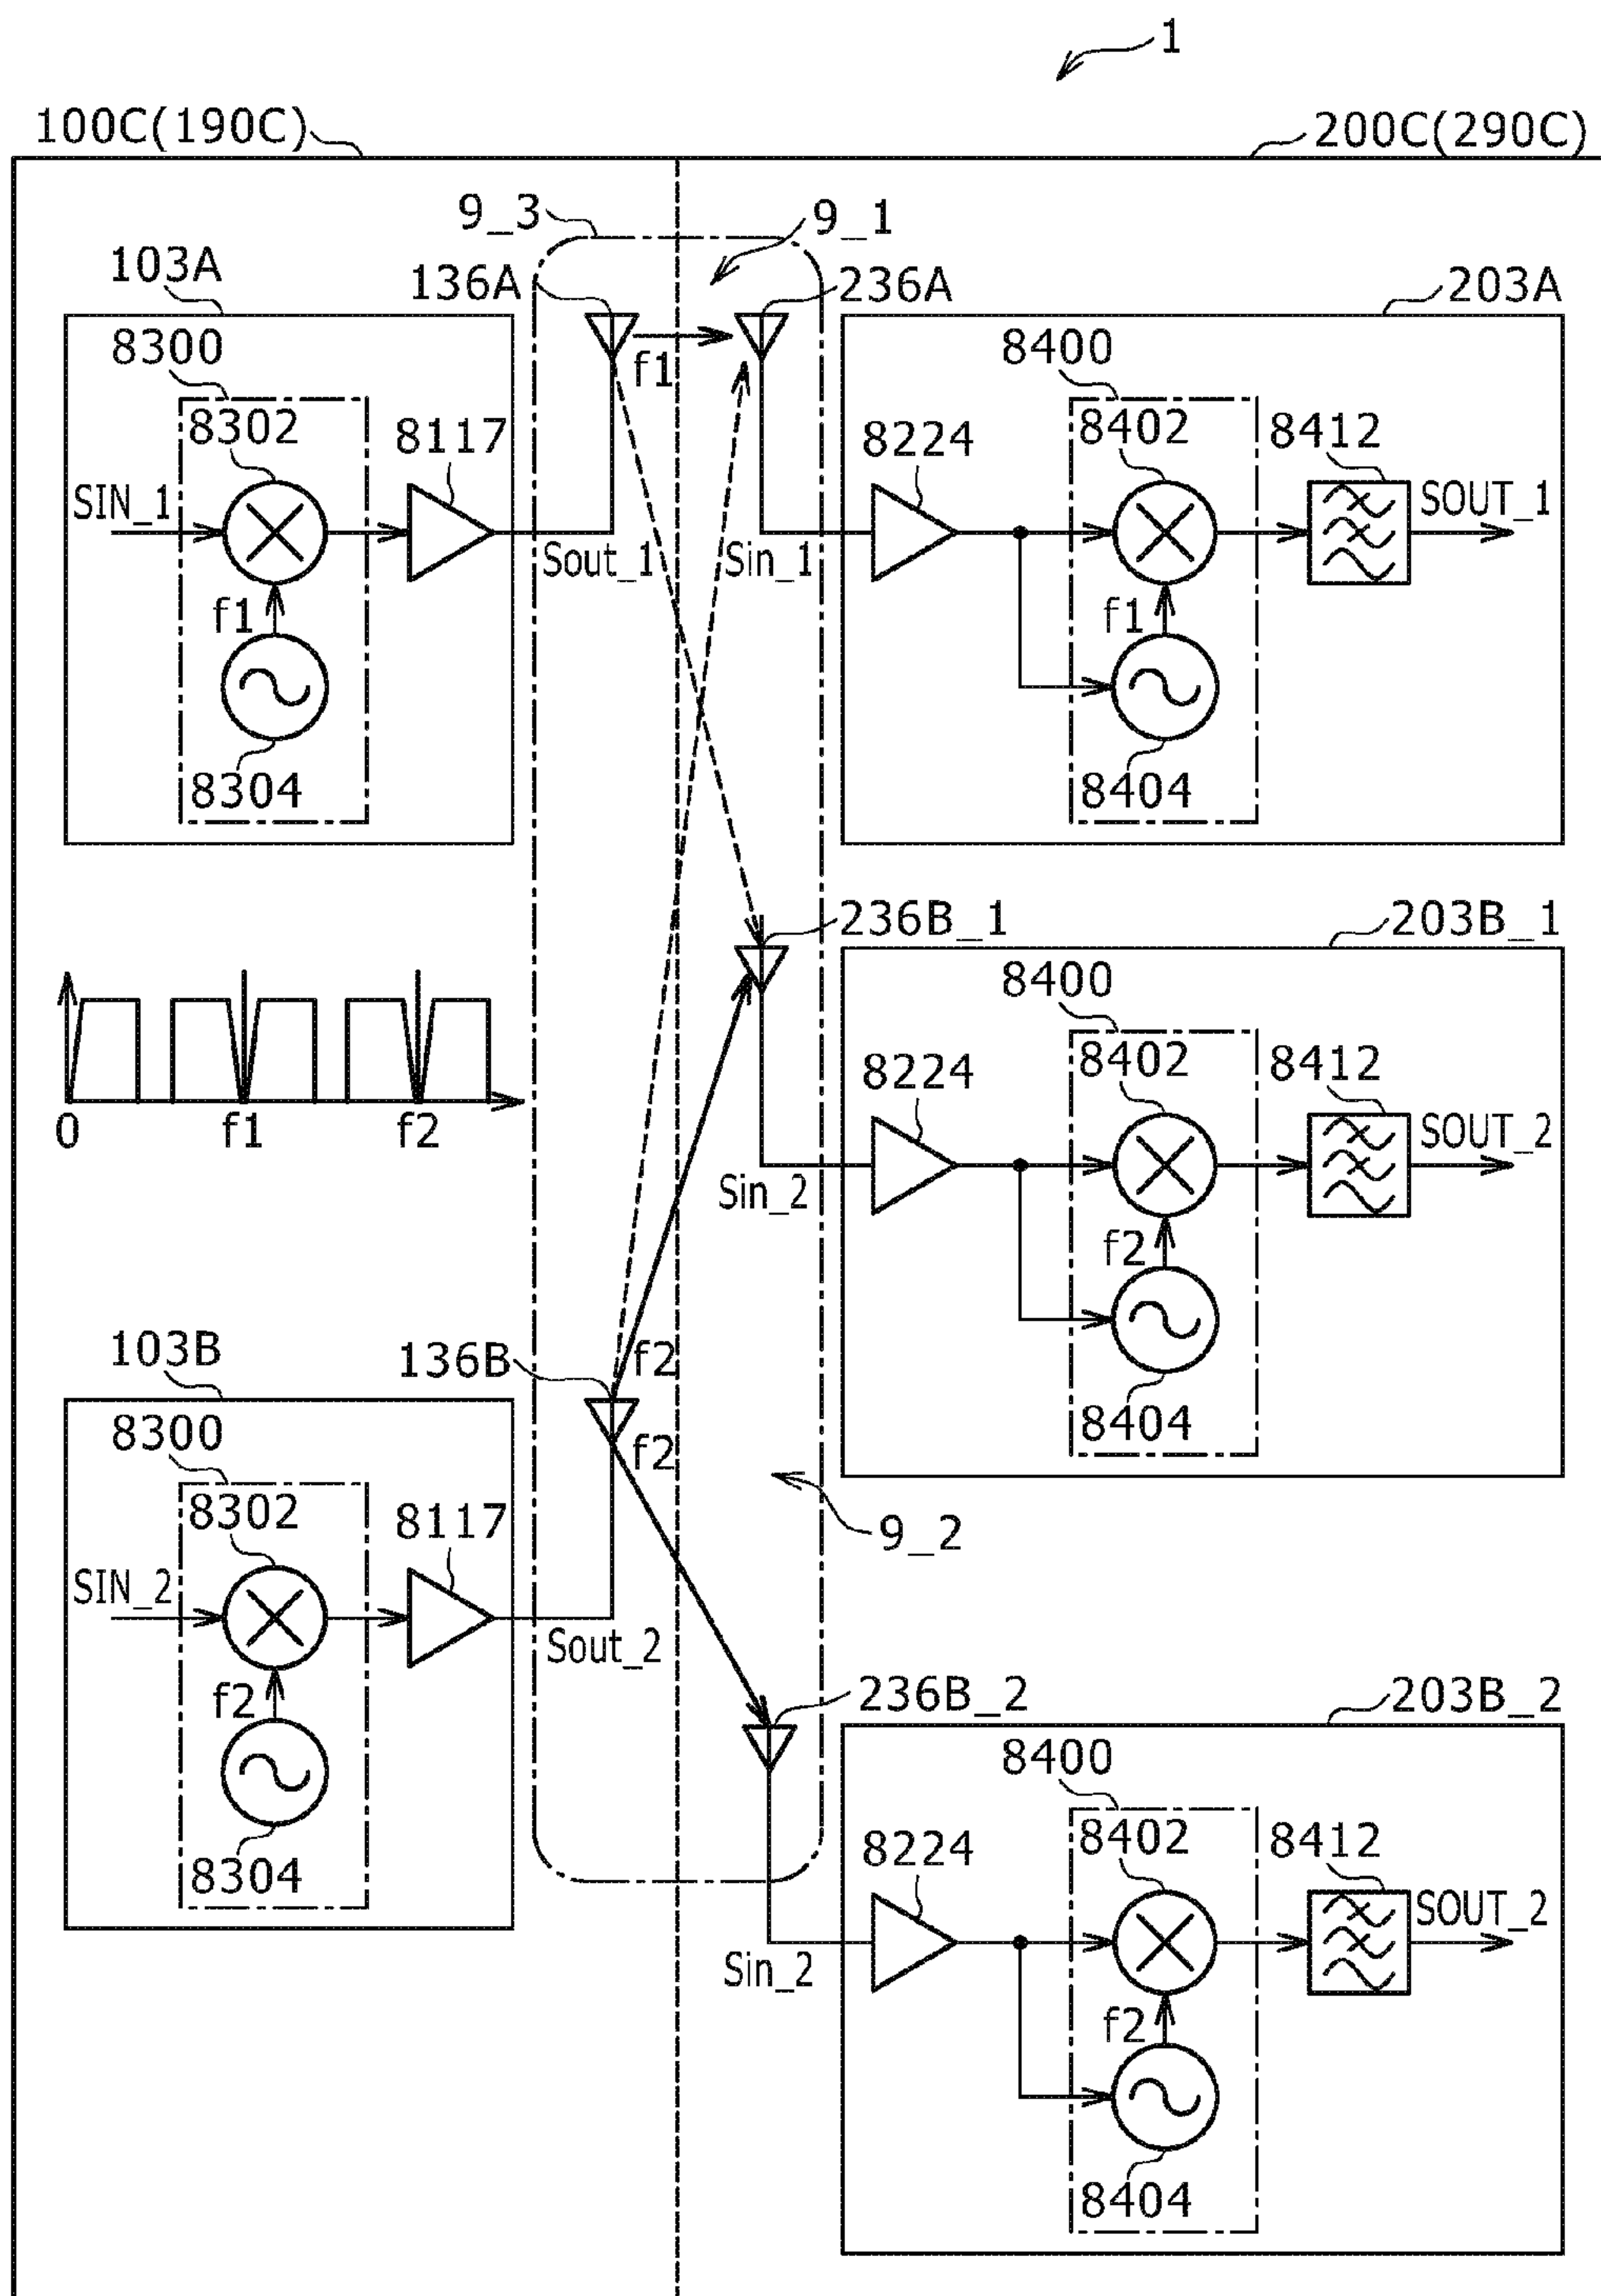 1
100C(190C)
200C(290C)
9_3
9_1
103A
136A
236A
203A
8300
f1
8400
8302
8117
8224
8402
8412
SIN_1
Sout_1
Sin_1
SOUT_1
f1
f1
8304
8404
236B_1
203B_1
8400
8402
8412
8224
SOUT_2
0
f1
f2
Sin_2
f2
103B
136B
f2
8404
8300
f2
8302
8117
9_2
SIN_2
Sout_2
236B_2
203B_2
f2
8400
8304
8224
8402
8412
SOUT_2
Sin_2
f2
8404